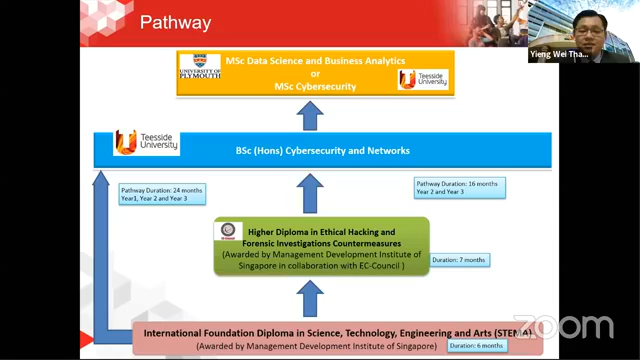 Pathway
Yieng Wei Tha...
UNIVERSITY OF
PLYMOUTH
MSc Data Science and Business Analytics
or
MSc Cybersecurity
Teesside
University
Teesside
University
BSc (Hons) Cybersecurity and Networks
Pathway Duration: 24 months
Year1, Year 2 and Year 3
Pathway Duration: 16 months
Year 2 and Year 3
Higher Diploma in Ethical Hacking and
Forensic Investigations Countermeasures
(Awarded by Management Development Institute of
Singapore in collaboration with EC-Council )
Duration: 7 months
International Foundation Diploma in Science, Technology, Engineering and Arts (STEMA)
(Awarded by Management Development Institute of Singapore)
Duration: 6 months
zoom